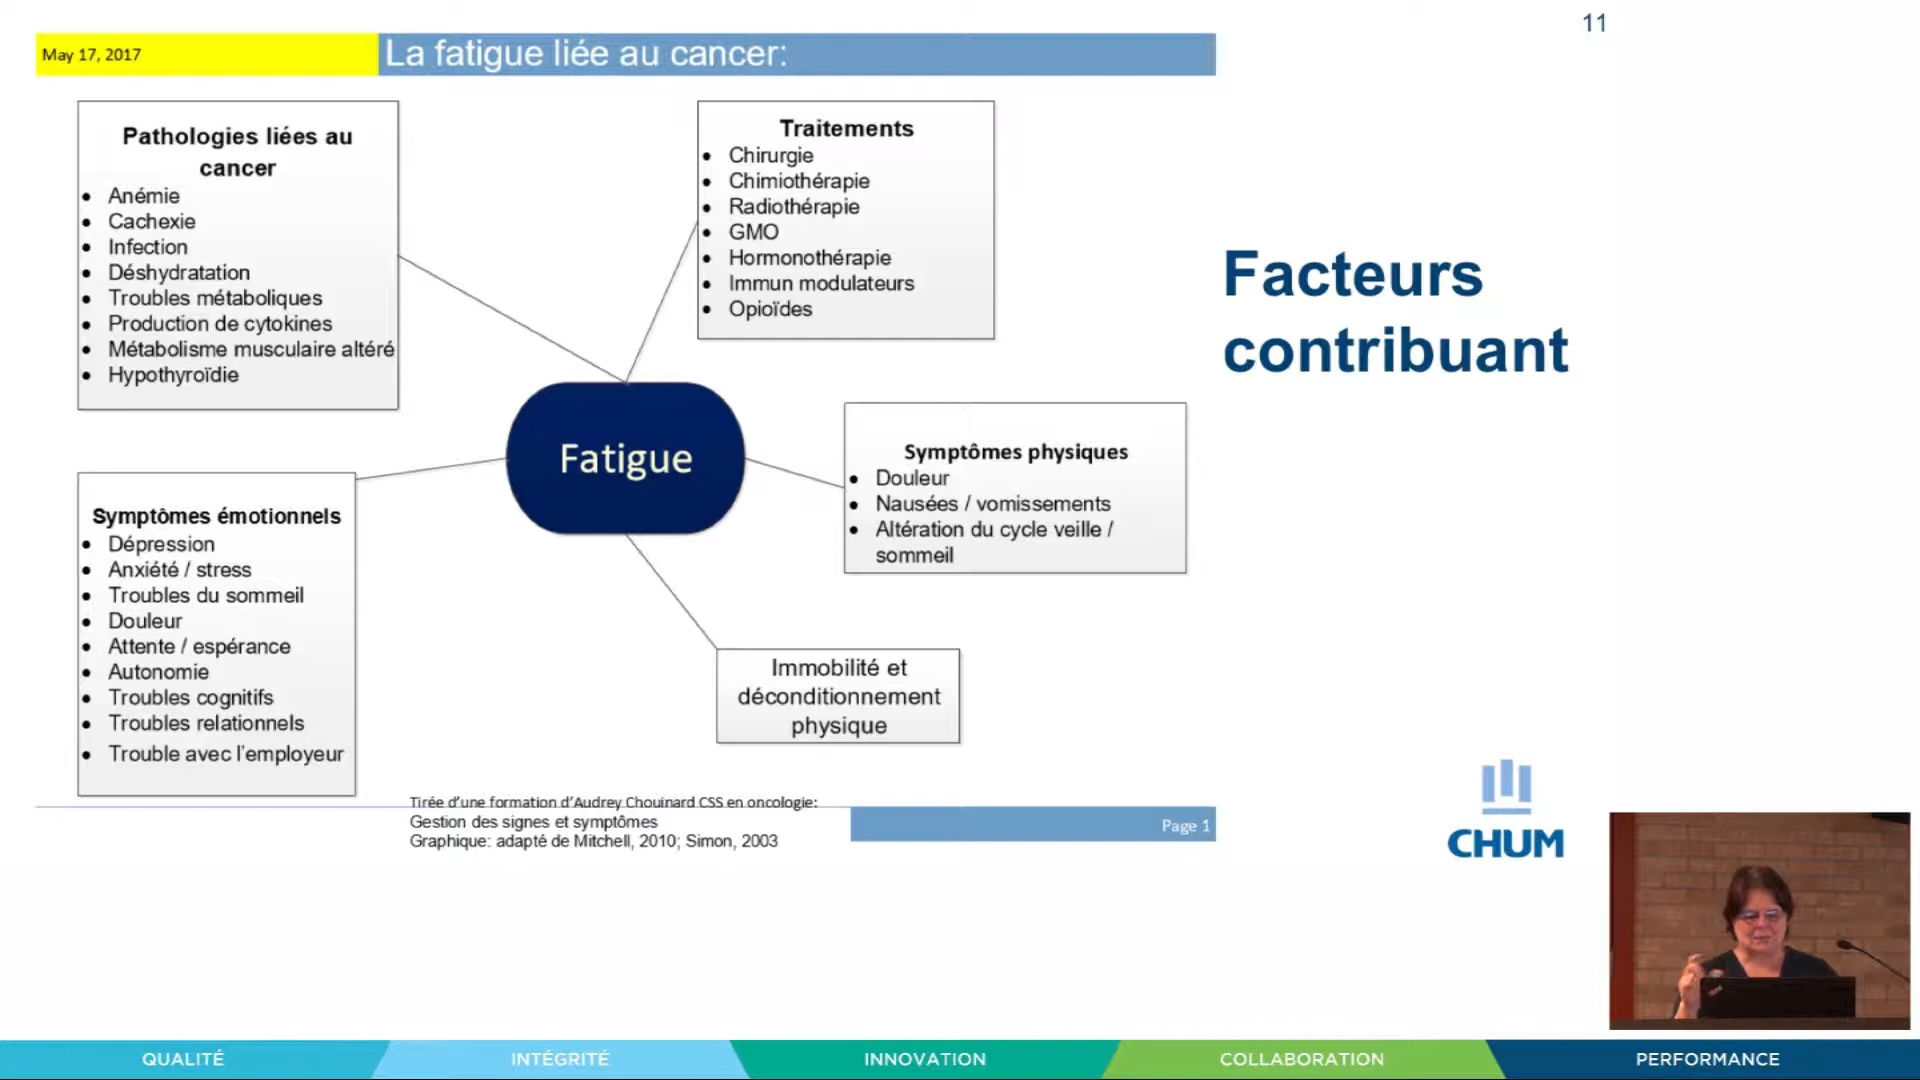 11
May 17, 2017
La fatigue liée au cancer:
Pathologies liées au
cancer
Anémie
Cachexie
Infection
Déshydratation
Troubles métaboliques
Production de cytokines
Métabolisme musculaire altéré
Hypothyroïdie
Traitements
Chirurgie
Chimiothérapie
Radiothérapie
GMO
Hormonothérapie
Immun modulateurs
Opioïdes
Facteurs
contribuant
Fatigue
Symptômes physiques
Douleur
Nausées / vomissements
Altération du cycle veille /
sommeil
Symptômes émotionnels
Dépression
Anxiété / stress
Troubles du sommeil
Douleur
Attente / espérance
Autonomie
Troubles cognitifs
Troubles relationnels
Trouble avec l'employeur
Immobilité et
déconditionnement
physique
Tirée d'une formation d'Audrey Chouinard CSS en oncologie:
Gestion des signes et symptômes
Graphique: adapté de Mitchell, 2010; Simon, 2003
Page 1
CHUM
QUALITÉ
INTÉGRITÉ
INNOVATION
COLLABORATION
PERFORMANCE